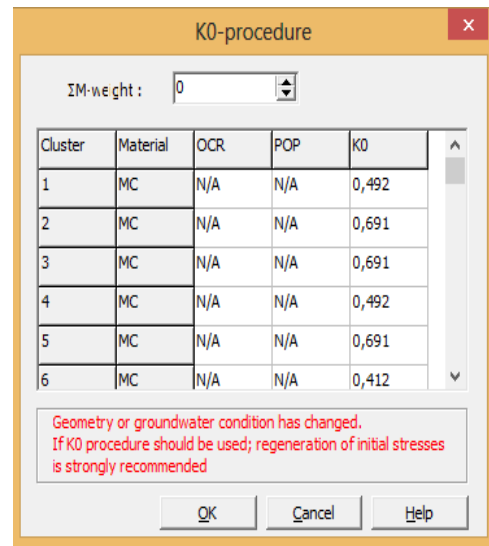 K0-procedure
x
ΣM-weight : 0
Cluster Material OCR POP K0
1 MC N/A N/A 0,492
2 MC N/A N/A 0,691
3 MC N/A N/A 0,691
4 MC N/A N/A 0,492
5 MC N/A N/A 0,691
6 MC N/A N/A 0,412
Geometry or groundwater condition has changed.
If K0 procedure should be used; regeneration of initial stresses
is strongly recommended
OK Cancel Help